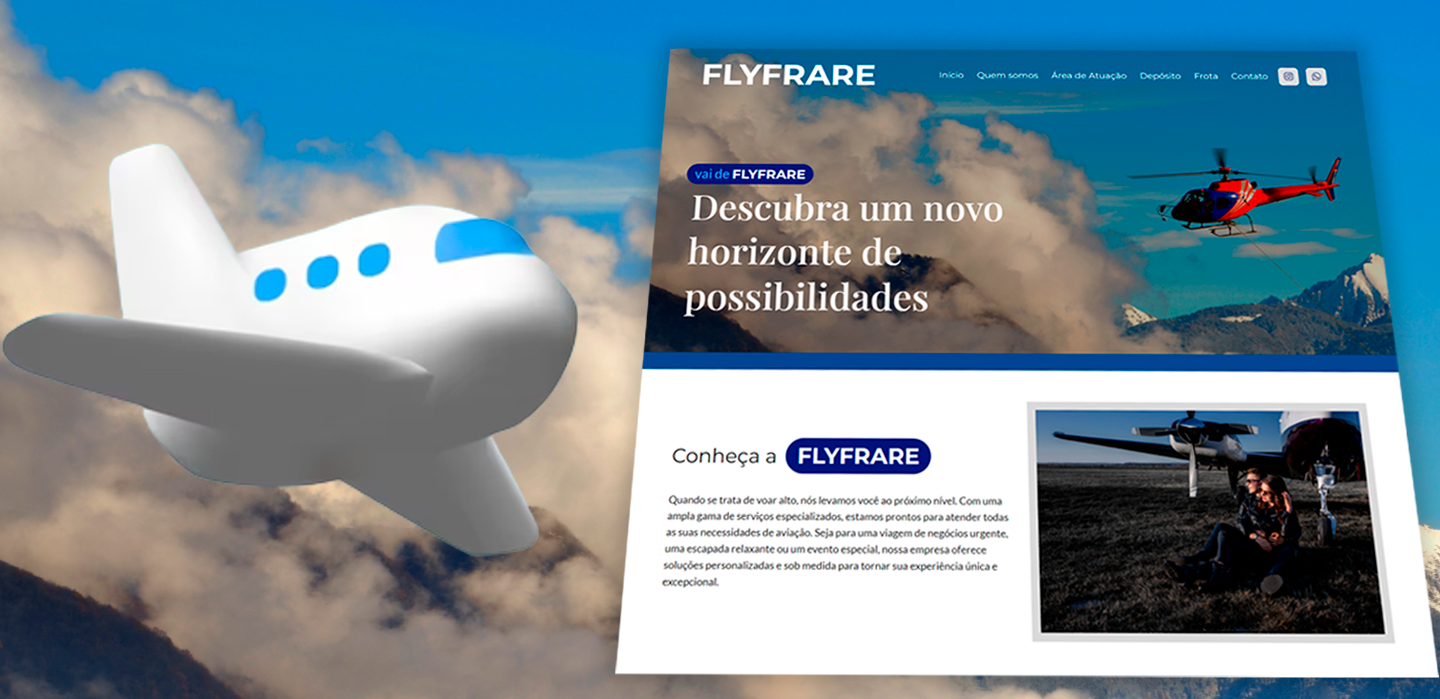 FLYFRARE
Início Quem somos Área de Atuação Depósito Frota Contato
vai de FLYFRARE
Descubra um novo
horizonte de
possibilidades
Conheça a FLYFRARE
Quando se trata de voar alto, nós levamos você ao próximo nível. Com uma
ampla gama de serviços especializados, estamos prontos para atender todas
as suas necessidades de aviação. Seja para uma viagem de negócios urgente,
uma escapada relaxante ou um evento especial, nossa empresa oferece
soluções personalizadas e sob medida para tornar sua experiência única e
excepcional.